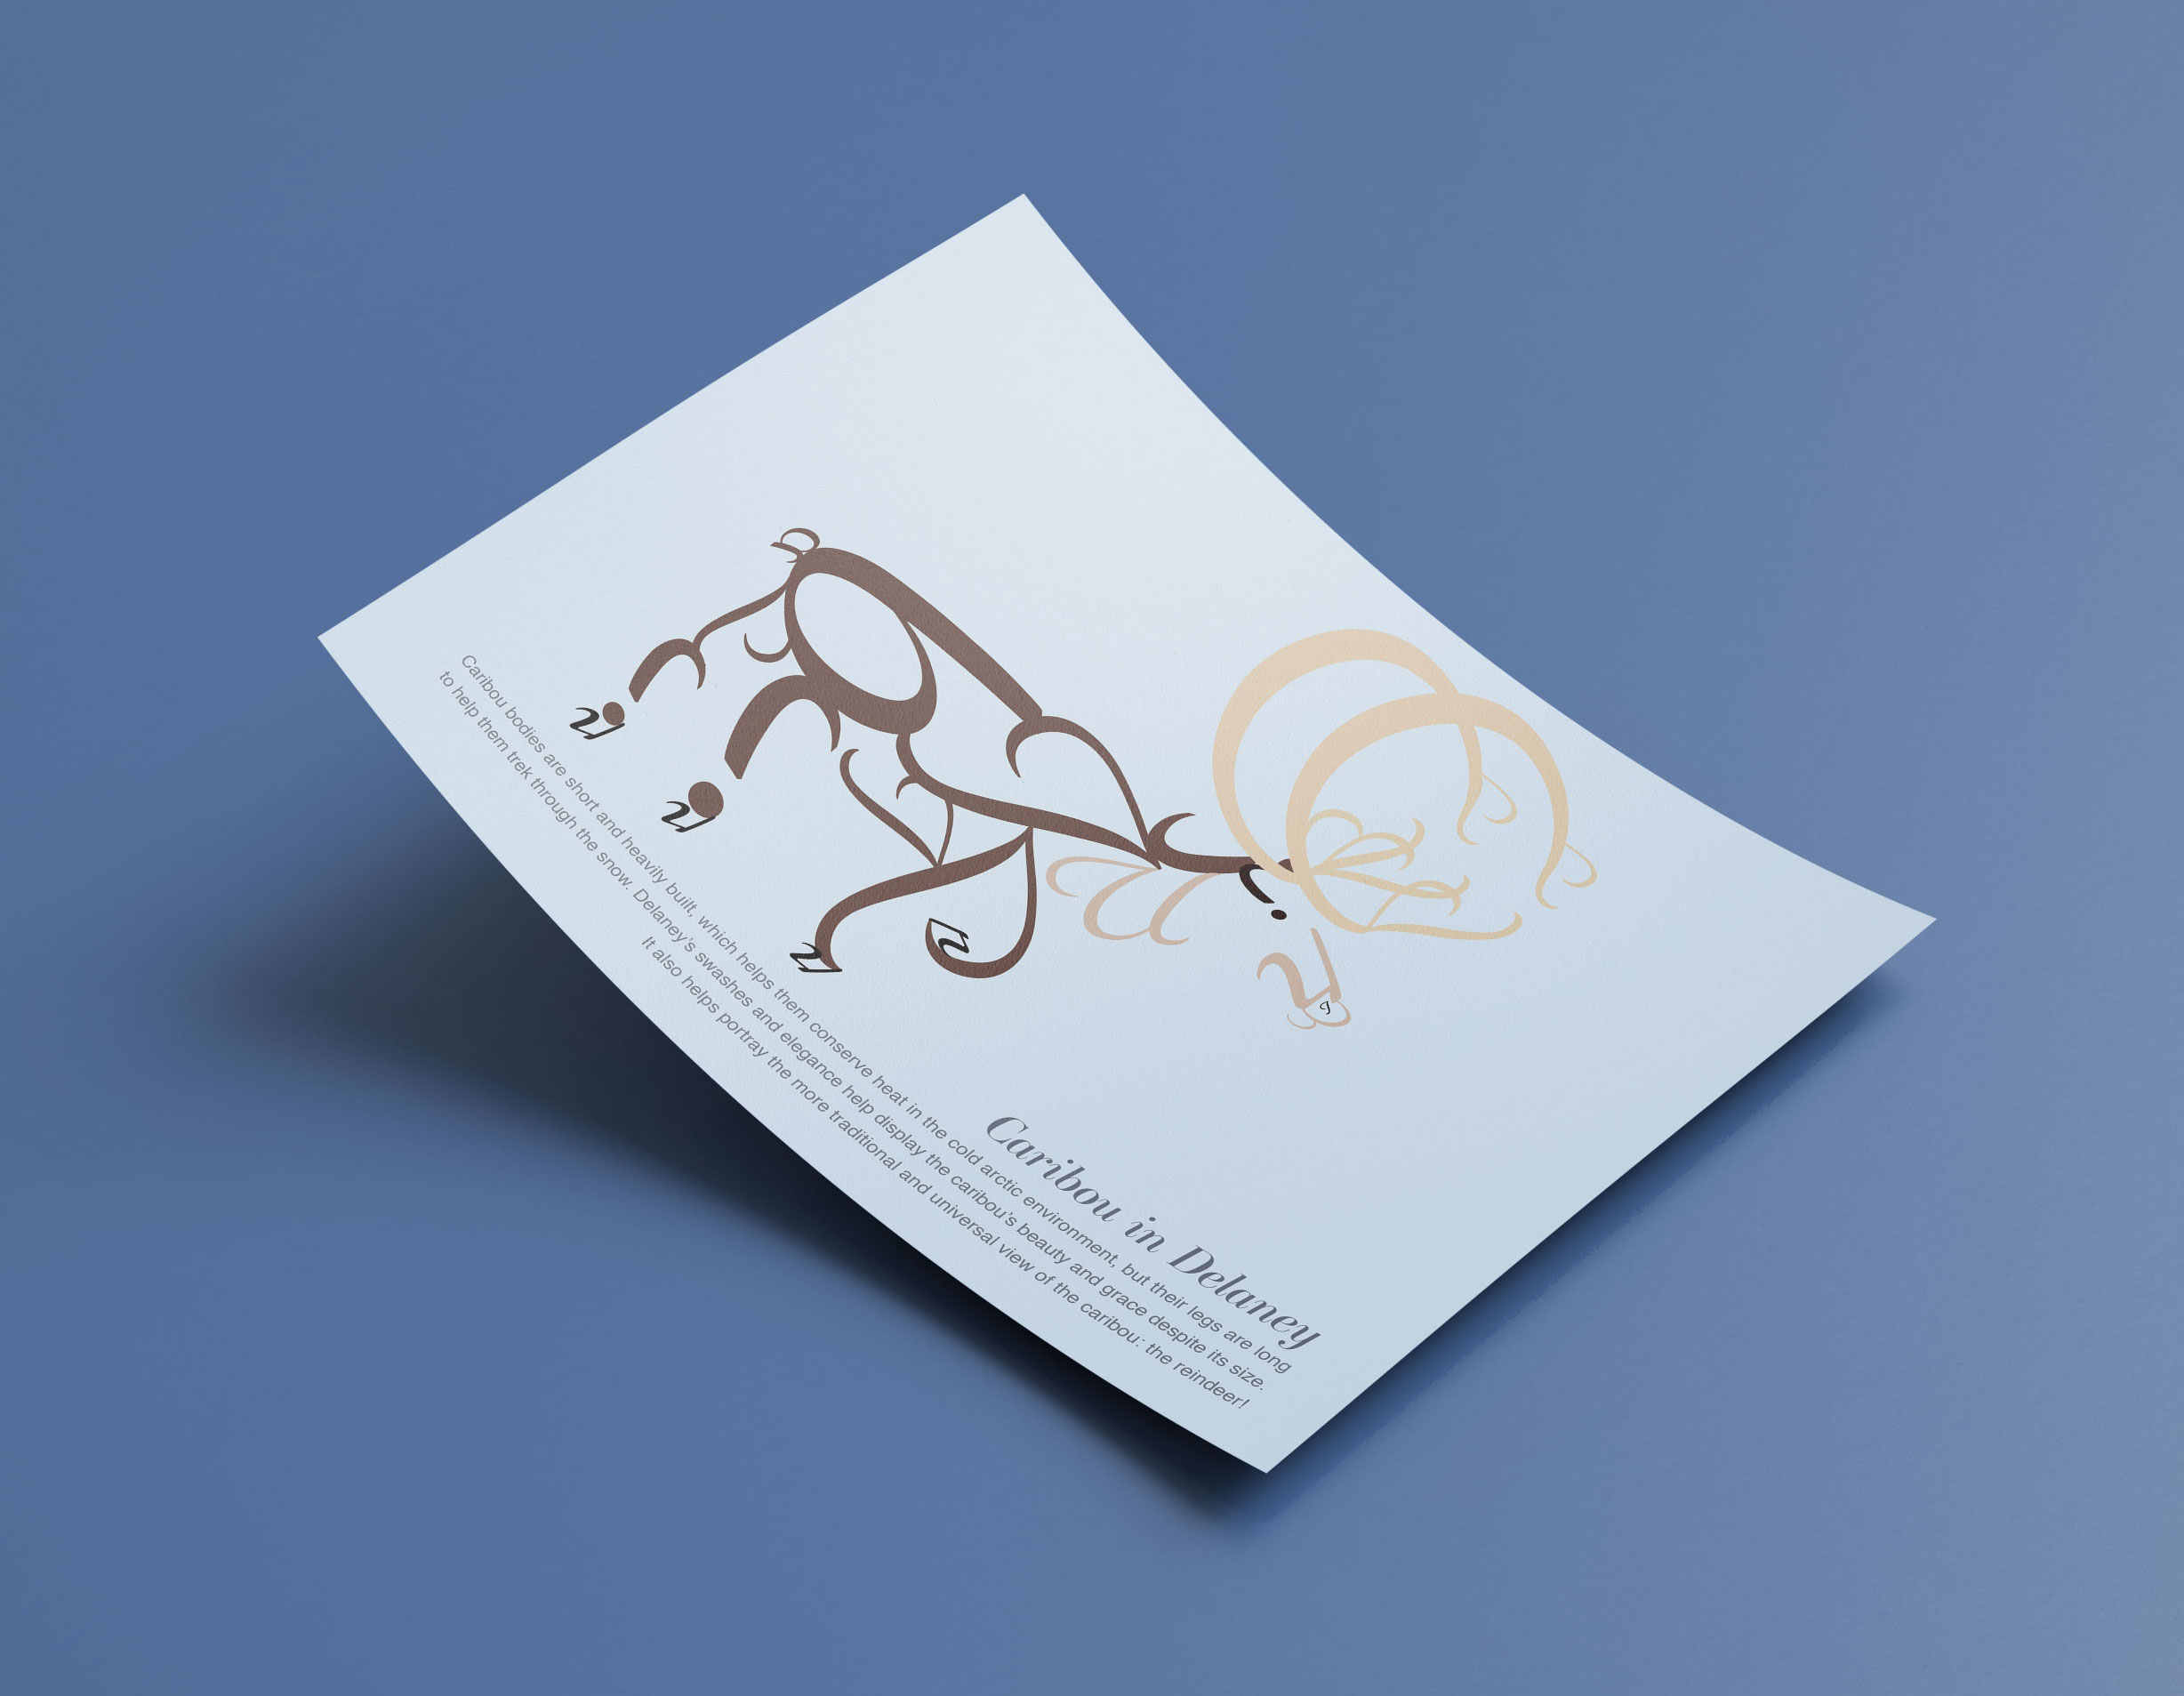 Caribou in Delaney
Caribou bodies are short and heavily built, which helps them conserve heat in the cold arctic environment, but their legs are long
to help them trek through the snow. Delaney's swashes and elegance help display the caribou's beauty and grace despite its size.
It also helps portray the more traditional and universal view of the caribou: the reindeer!